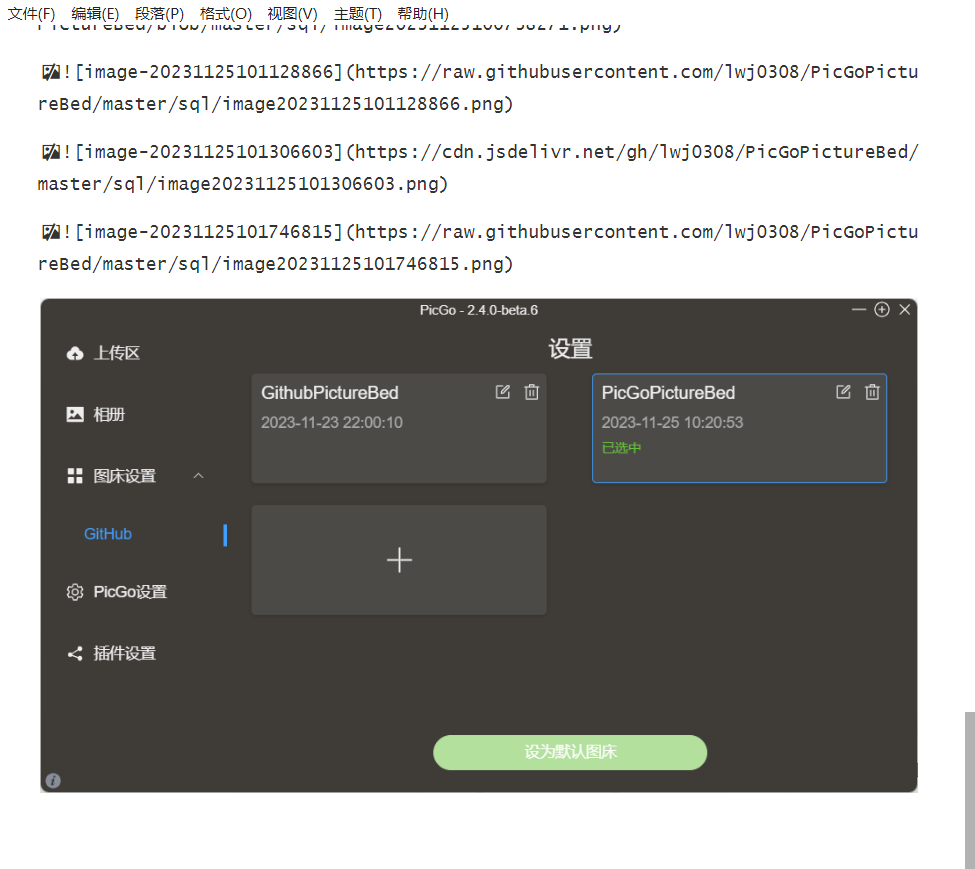 文件(F) 编辑(E) 段落(P) 格式(O) 视图(V) 主题(T) 帮助(H)
PictureBed/blob/master/sql/image20231125100758271.png)
![image-20231125101128866](https://raw.githubusercontent.com/lwj0308/PicGoPictu
reBed/master/sql/image20231125101128866.png)
![image-20231125101306603](https://cdn.jsdelivr.net/gh/lwj0308/PicGoPictureBed/
master/sql/image20231125101306603.png)
![image-20231125101746815](https://raw.githubusercontent.com/lwj0308/PicGoPictu
reBed/master/sql/image20231125101746815.png)
PicGo - 2.4.0-beta.6
上传区
设置
GithubPictureBed
PicGoPictureBed
相册
2023-11-23 22:00:10
2023-11-25 10:20:53
已选中
图床设置
GitHub
PicGo设置
插件设置
设为默认图床